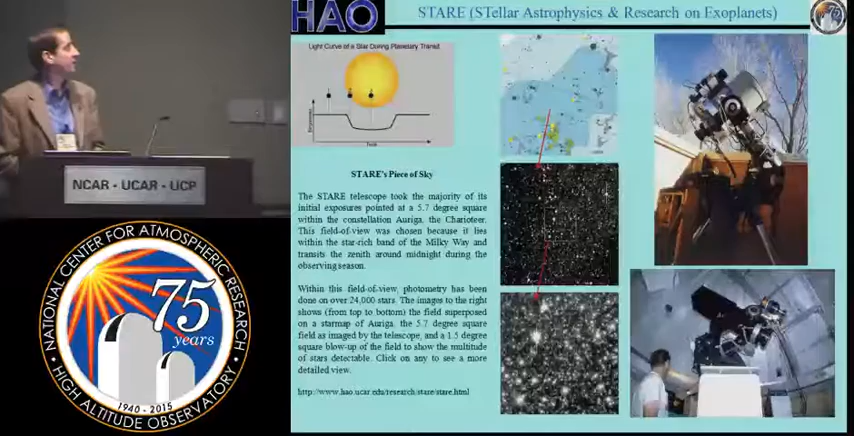 HAO
STARE (STellar Astrophysics & Research on Exoplanets)
75
Light Curve of a Star During Planetary Transit
Brightness
Time
STARE's Piece of Sky
The STARE telescope took the majority of its
initial exposures pointed at a 5.7 degree square
within the constellation Auriga, the Charioteer.
This field-of-view was chosen because it lies
within the star-rich band of the Milky Way and
transits the zenith around midnight during the
observing season.
Within this field-of-view, photometry has been
done on over 24,000 stars. The images to the right
shows (from top to bottom) the field superposed
on a starmap of Auriga, the 5.7 degree square
field as imaged by the telescope, and a 1.5 degree
square blow-up of the field to show the multitude
of stars detectable. Click on any to see a more
detailed view.
http://www.hao.ucar.edu/research/stare/stare.html
NCAR - UCAR - UCP
NATIONAL CENTER FOR ATMOSPHERIC RESEARCH
75
years
1940 - 2015
HIGH ALTITUDE OBSERVATORY